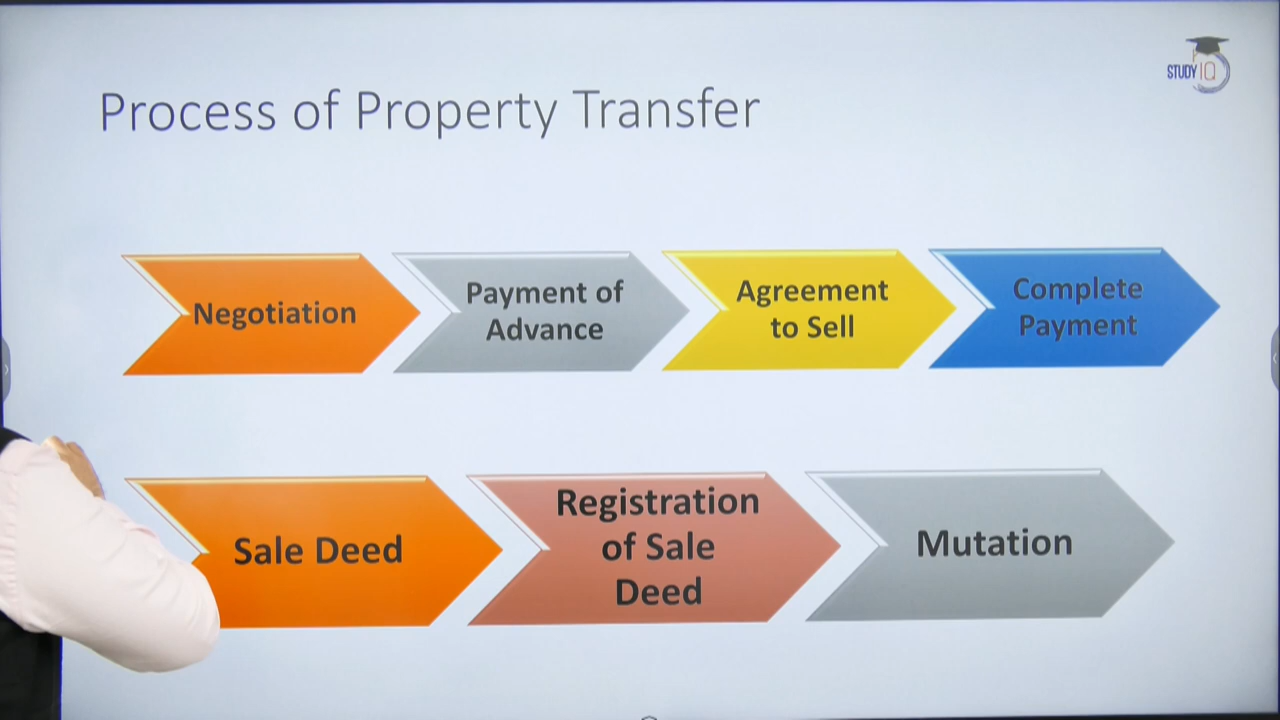 STUDY IQ
Process of Property Transfer
Negotiation
Payment of
Advance
Agreement
to Sell
Complete
Payment
Sale Deed
Registration
of Sale
Deed
Mutation